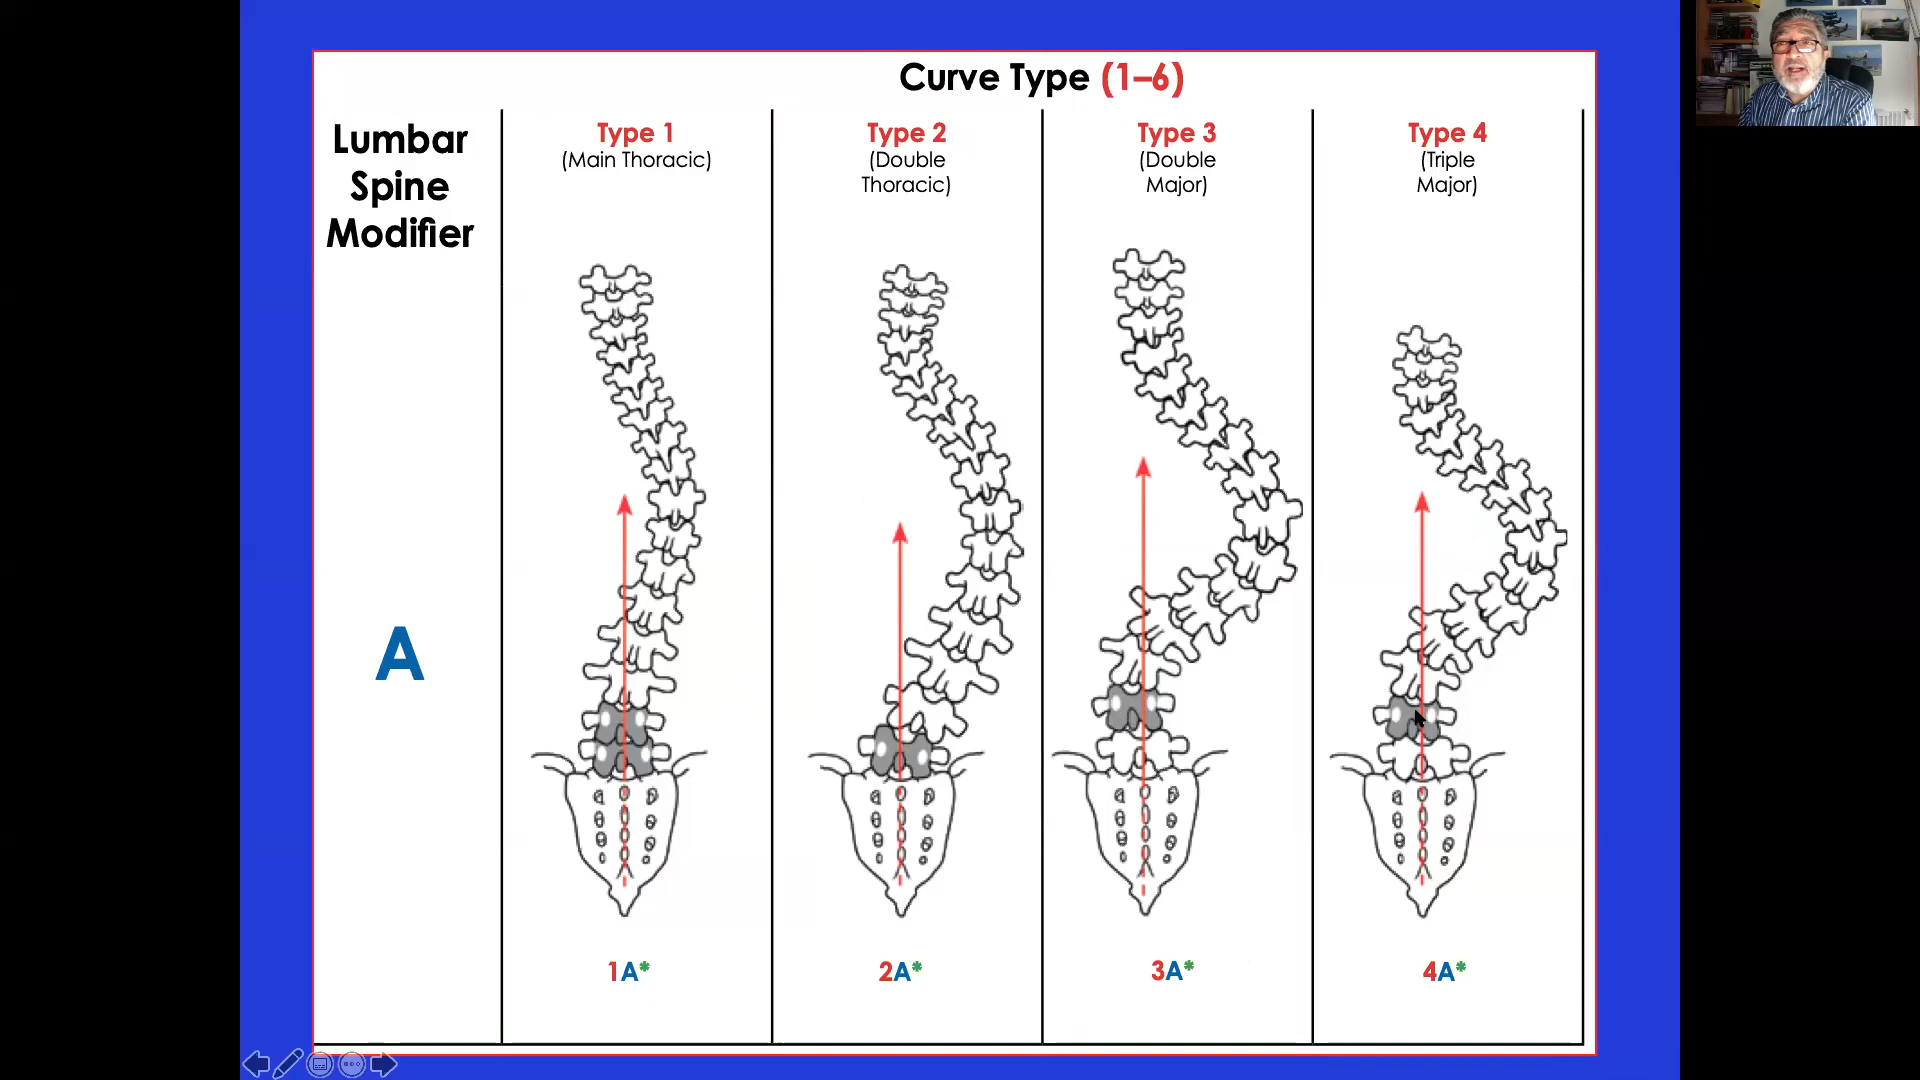 Curve Type (1–6)
Lumbar
Spine
Modifier
Type 1
(Main Thoracic)
Type 2
(Double
Thoracic)
Type 3
(Double
Major)
Type 4
(Triple
Major)
A
1A*
2A*
3A*
4A*